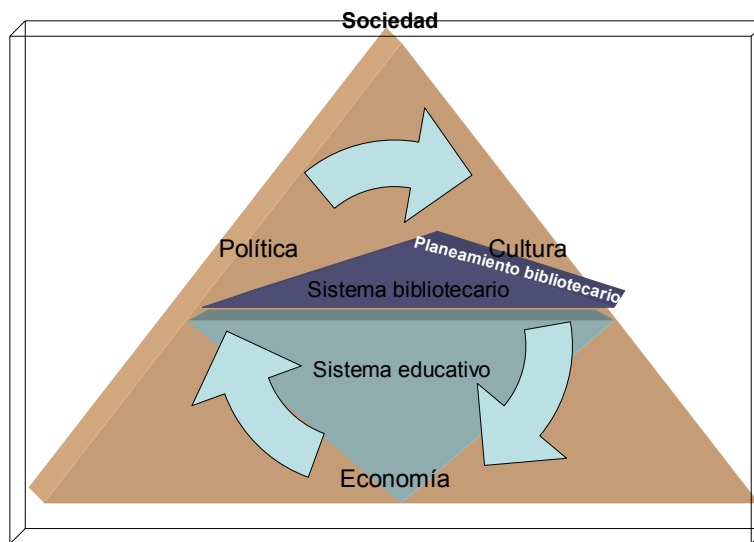 Sociedad
Política
Cultura
Planeamiento bibliotecario
Sistema bibliotecario
Sistema educativo
Economía